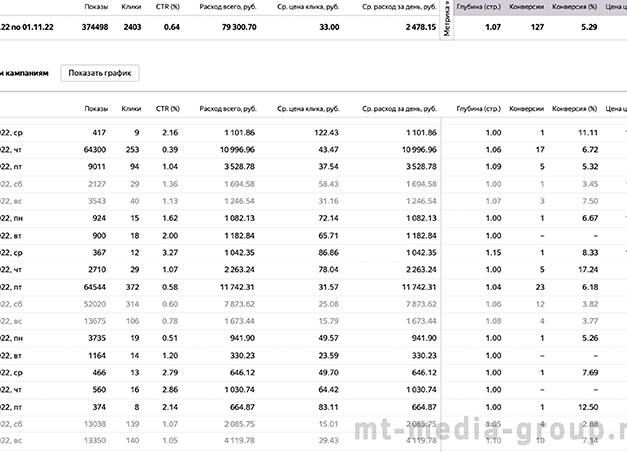 Показы Клики CTR (%) Расход всего, руб. Ср. цена клика, руб. Ср. расход за день, руб. Метрика Глубина (стр.) Конверсии Конверсия (%) Цена ц
.22 по 01.11.22 374498 2403 0.64 79 300.70 33.00 2 478.15 1.07 127 5.29
м кампаниям Показать график
Показы Клики CTR (%) Расход всего, руб. Ср. цена клика, руб. Ср. расход за день, руб. Глубина (стр.) Конверсии Конверсия (%) Цена ц
022, ср 417 9 2.16 1 101.86 122.43 1 101.86 1.00 1 11.11
022, чт 64300 253 0.39 10 996.96 43.47 10 996.96 1.06 17 6.72
022, пт 9011 94 1.04 3 528.78 37.54 3 528.78 1.09 5 5.32
022, сб 2127 29 1.36 1 694.58 58.43 1 694.58 1.00 1 3.45
022, вс 3543 40 1.13 1 246.54 31.16 1 246.54 1.07 3 7.50
022, пн 924 15 1.62 1 082.13 72.14 1 082.13 1.00 1 6.67
022, вт 900 18 2.00 1 182.84 65.71 1 182.84 1.00 – –
022, ср 367 12 3.27 1 042.35 86.86 1 042.35 1.15 1 8.33
022, чт 2710 29 1.07 2 263.24 78.04 2 263.24 1.00 5 17.24
022, пт 64544 372 0.58 11 742.31 31.57 11 742.31 1.04 23 6.18
022, сб 52020 314 0.60 7 873.62 25.08 7 873.62 1.06 12 3.82
022, вс 13675 106 0.78 1 673.44 15.79 1 673.44 1.08 4 3.77
022, пн 3735 19 0.51 941.90 49.57 941.90 1.00 1 5.26
022, вт 1164 14 1.20 330.23 23.59 330.23 1.00 – –
022, ср 466 13 2.79 646.12 49.70 646.12 1.00 1 7.69
022, чт 560 16 2.86 1 030.74 64.42 1 030.74 1.00 – –
022, пт 374 8 2.14 664.87 83.11 664.87 1.00 1 12.50
022, сб 13038 139 1.07 2 085.75 15.01 2 085.75 1.05 4 2.88
022, вс 13350 140 1.05 4 119.78 29.43 4 119.78 1.10 10 7.14
mt-media-group.r